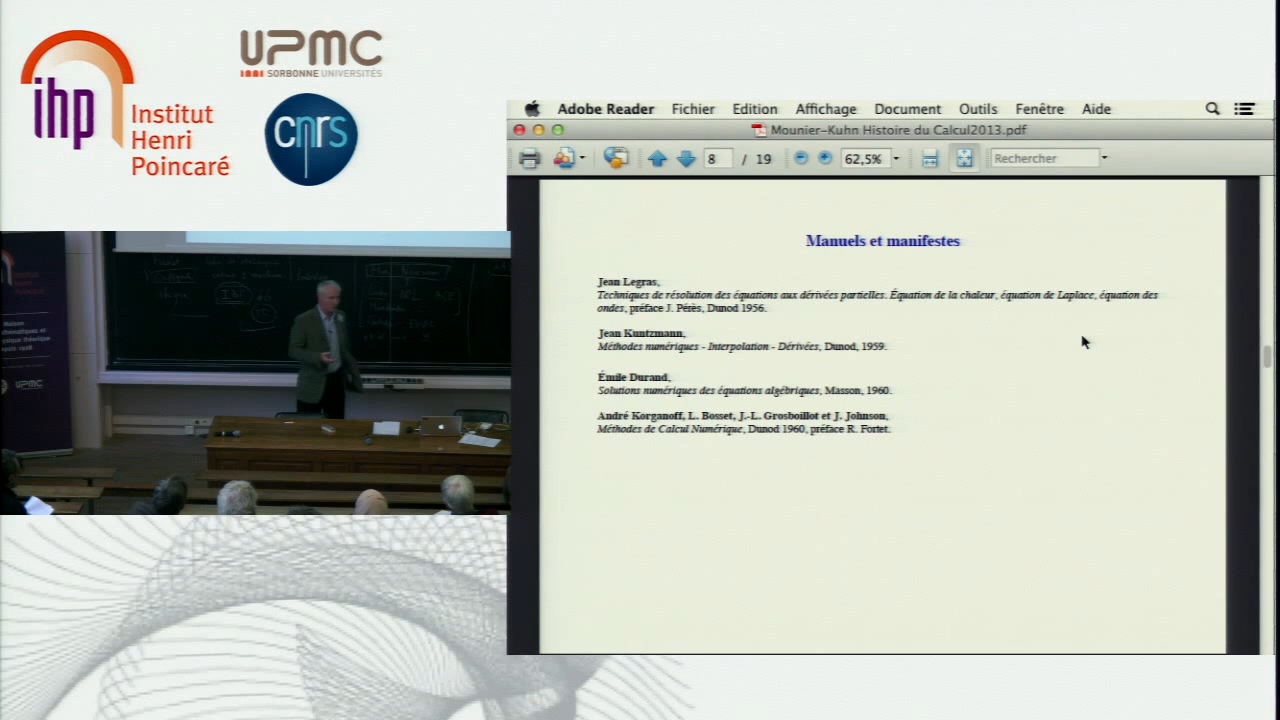 ihp
Institut
Henri
Poincaré
UPMC
SORBONNE UNIVERSITÉS
cnrs
Adobe Reader Fichier Edition Affichage Document Outils Fenêtre Aide
Mounier-Kuhn Histoire du Calcul2013.pdf
8 / 19 62,5% Rechercher
Manuels et manifestes
Jean Legras,
Techniques de résolution des équations aux dérivées partielles. Équation de la chaleur, équation de Laplace, équation des
ondes, préface J. Pérès, Dunod 1956.
Jean Kuntzmann,
Méthodes numériques - Interpolation - Dérivées, Dunod, 1959.
Émile Durand,
Solutions numériques des équations algébriques, Masson, 1960.
André Korganoff, L. Bosset, J.-L. Grosboillot et J. Johnson,
Méthodes de Calcul Numérique, Dunod 1960, préface R. Fortet.
Institut
Henri
Poincaré
UPMC